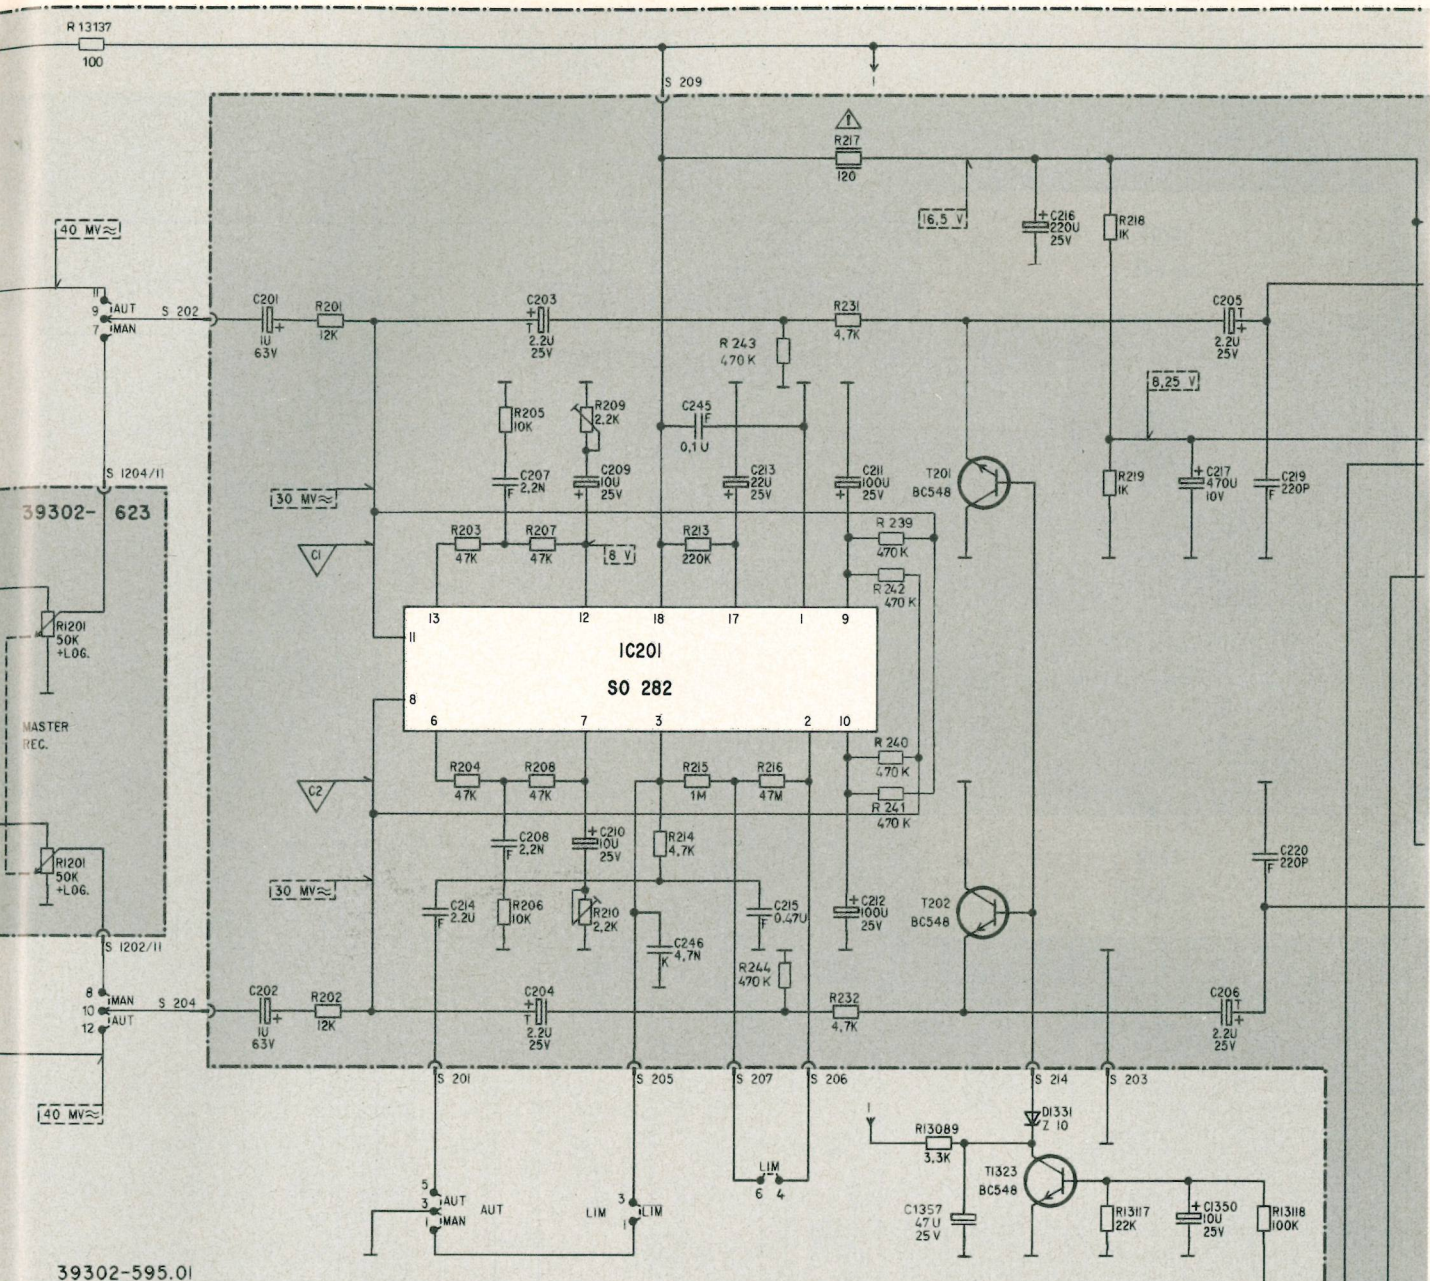 R 13137
100
S 209
1
R217
120
40 MV≈
16,5 V
+ C216
220U
25V
R218
1K
11
9
7
AUT
MAN
S 202
C201
+
1U
63V
R201
12K
C203
+
T
2.2U
25V
R 243
470 K
R231
4,7K
C205
T
+
2.2U
25V
8,25 V
R205
10K
R209
2,2K
C245
F
0,1 U
S 1204/11
C207
2,2N
F
C209
10U
25V
+
C213
22U
25V
+
C211
100U
25V
+
T201
BC548
R219
1K
+ C217
470U
10V
C219
220P
F
30 MV≈
39302- 623
C1
R203
47K
R207
47K
8 V
R213
220K
R 239
470 K
R 242
470 K
13
12
18
17
1
9
11
IC201
SO 282
8
6
7
3
2
10
R1201
50K
+LOG.
MASTER
REG.
C2
R204
47K
R208
47K
R215
1M
R216
47M
R 240
470 K
R 241
470 K
C208
2,2N
F
+ C210
10U
25V
R214
4,7K
R1201
50K
+LOG.
30 MV≈
C214
2.2U
F
R206
10K
R210
2,2K
C215
0.47U
F
C212
100U
25V
+
T202
BC548
C220
220P
F
S 1202/11
C246
4,7N
K
R244
470 K
8
10
12
MAN
AUT
S 204
C202
+
1U
63V
R202
12K
C204
+
T
2.2U
25V
R232
4,7K
C206
T
+
2.2U
25V
S 201
S 205
S 207
S 206
S 214
S 203
40 MV≈
1
D1331
Z 10
R13089
3,3K
T1323
BC548
LIM
6 4
5
3
1
AUT
MAN
AUT
LIM
3
1
LIM
C1357
47U
25V
R13117
22K
+ C1350
10U
25V
R13118
100K
39302-595.01